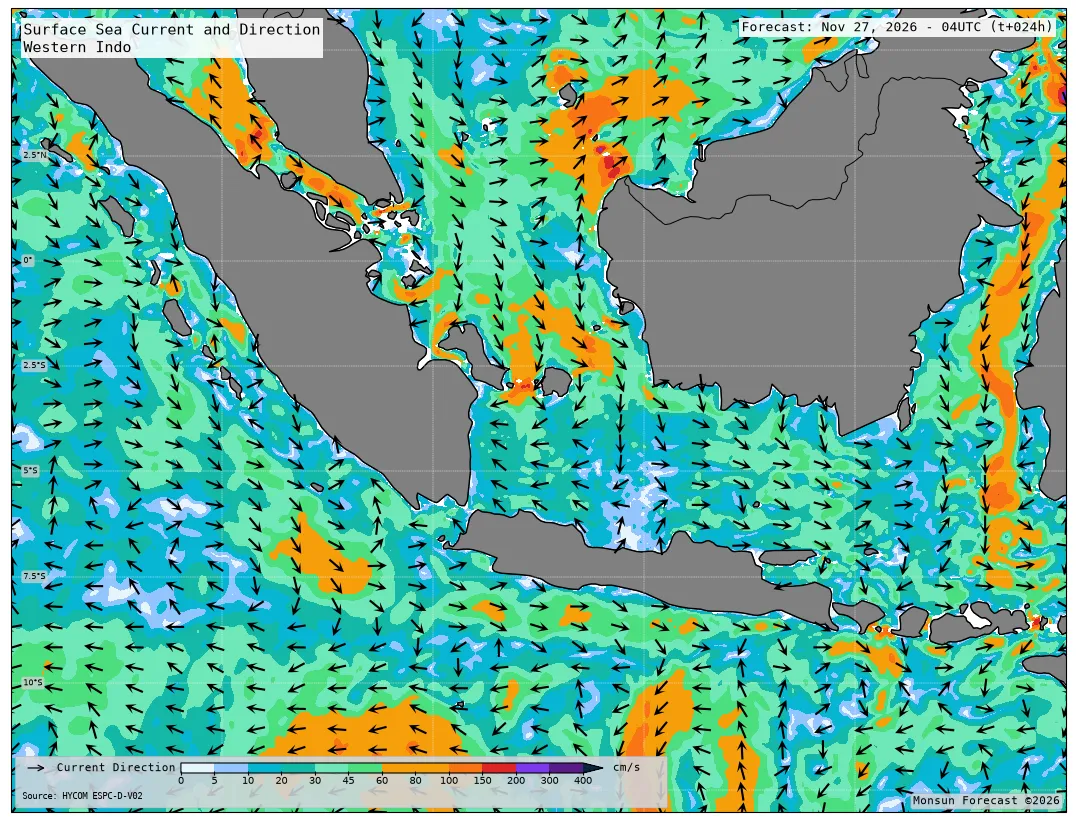 Surface Sea Current and Direction
Western Indo
Forecast: Nov 27, 2026 - 04UTC (t+024h)
2.5°N
0°
2.5°S
5°S
7.5°S
10°S
Current Direction
0 5 10 20 30 45 60 80 100 150 200 300 400
cm/s
Source: HYCOM ESPC-D-V02
Monsun Forecast ©2026